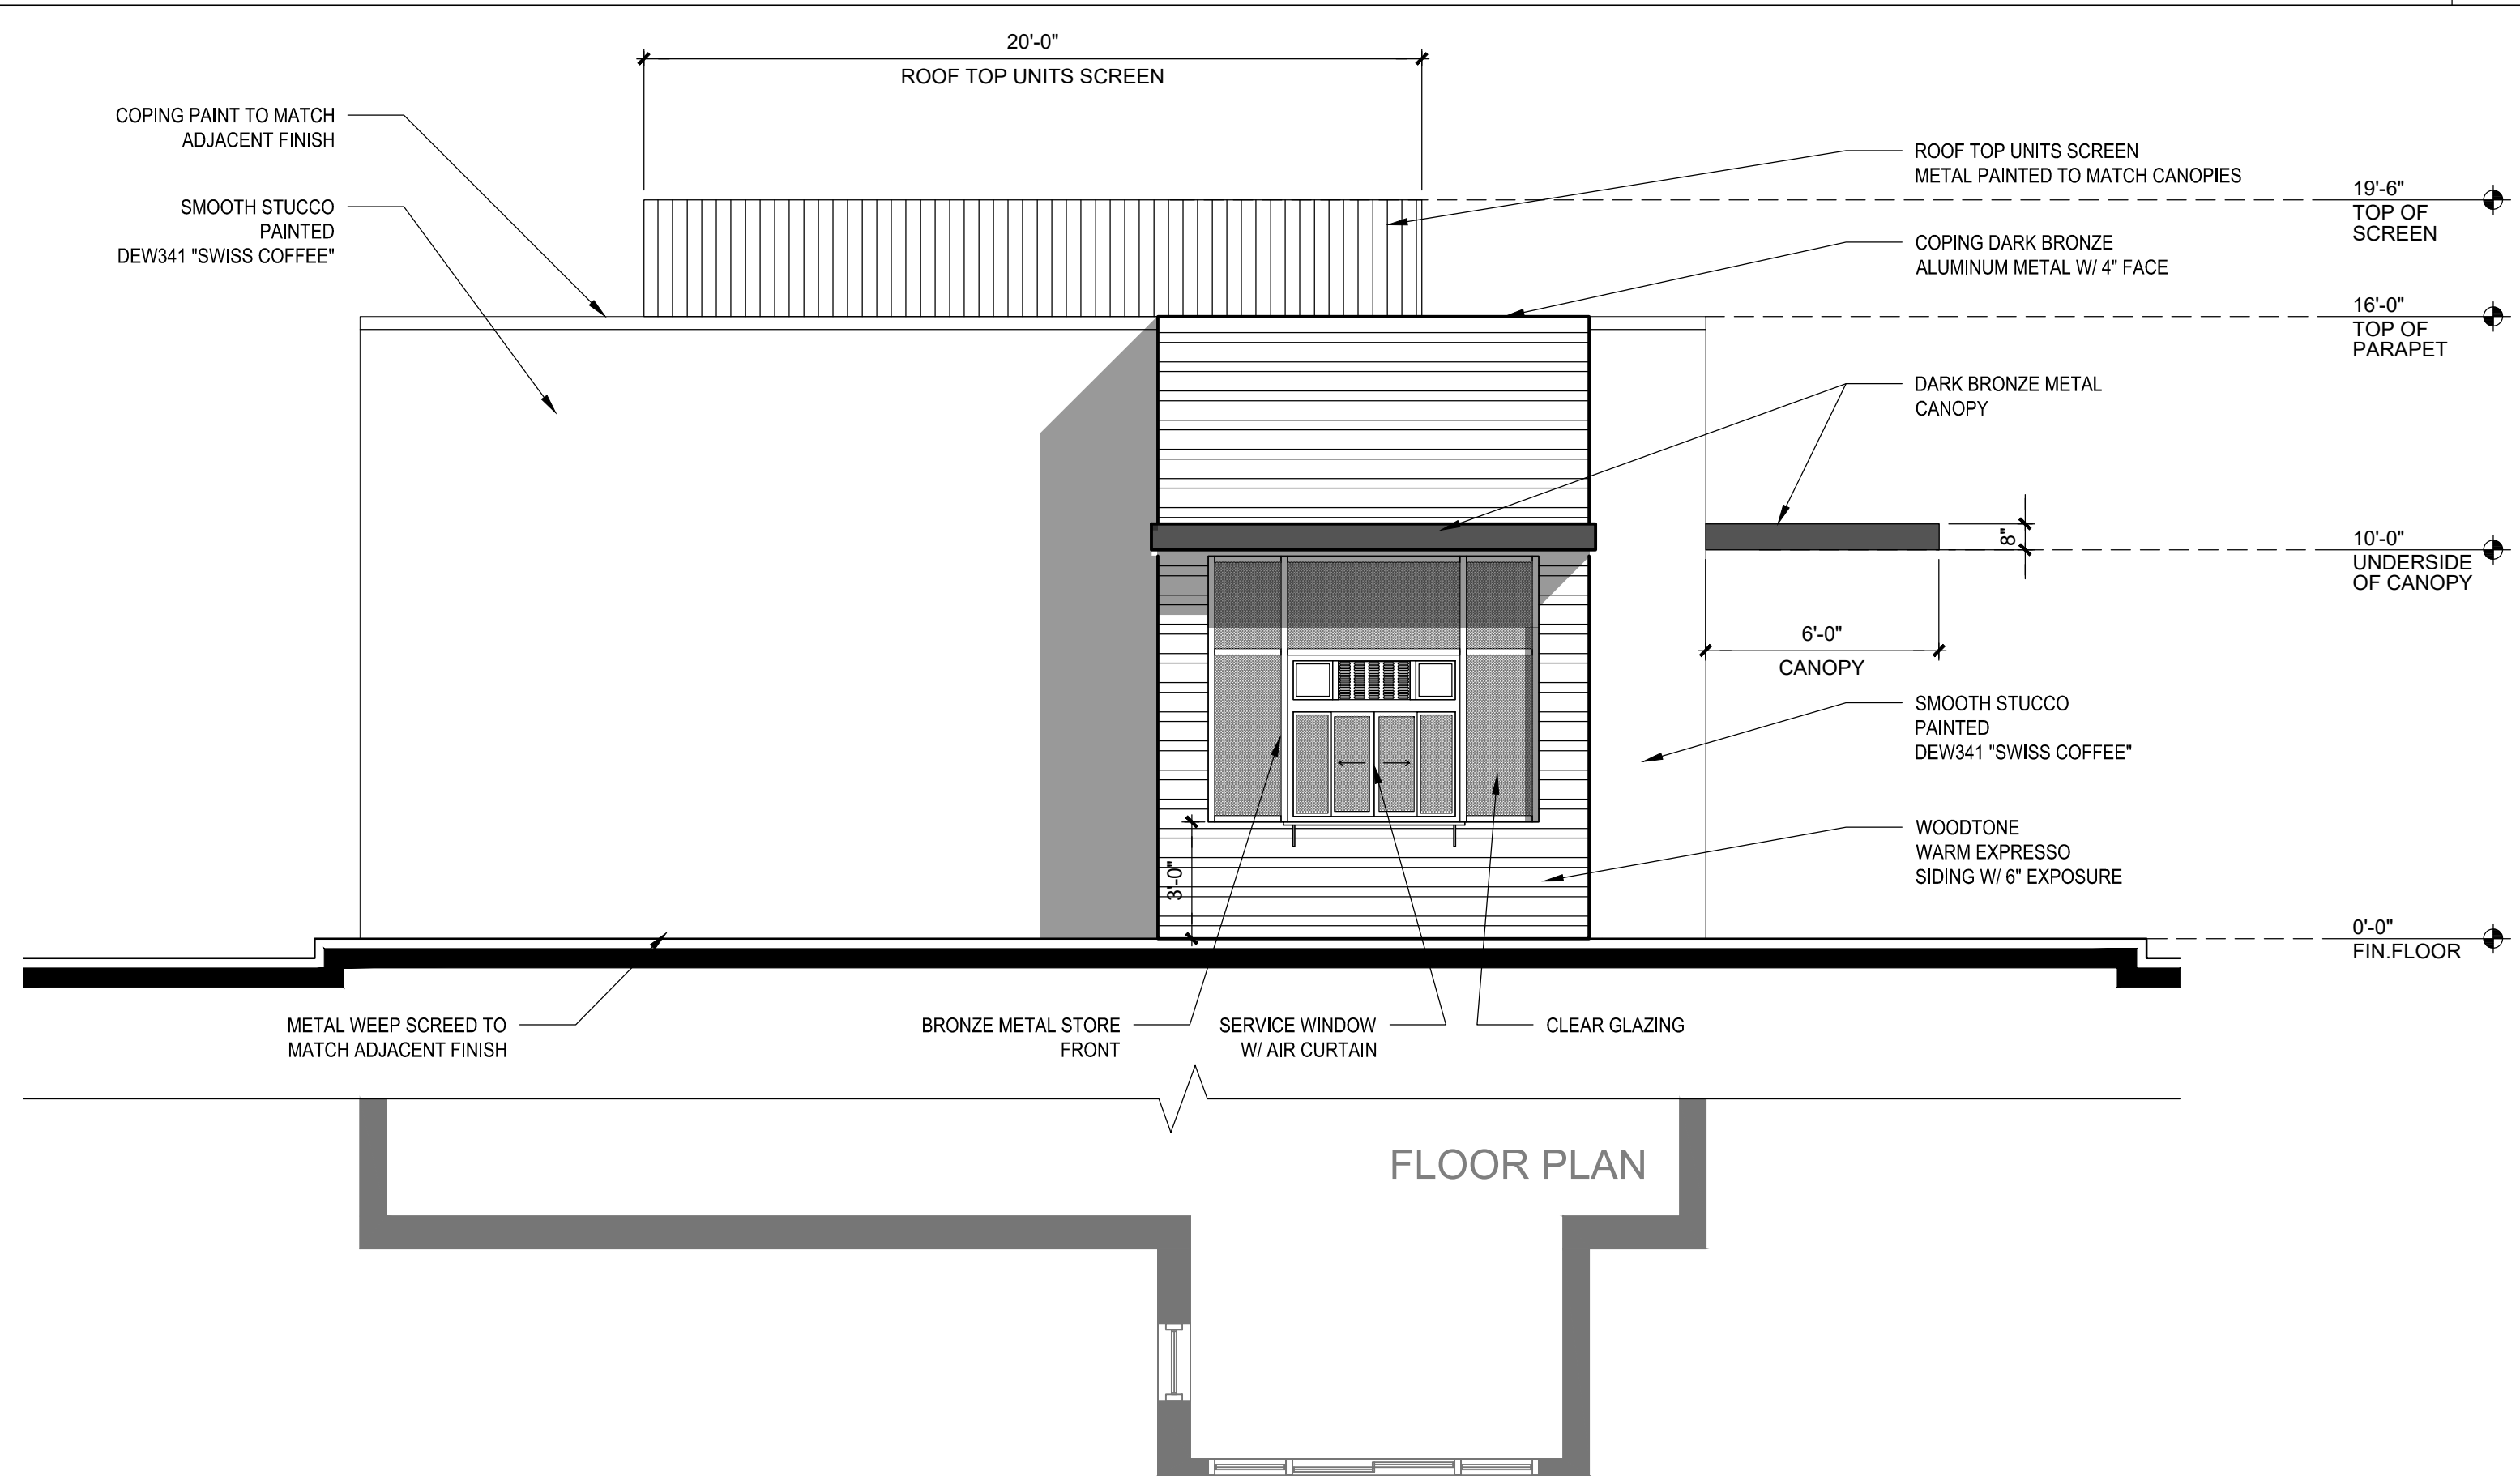 20'-0"
ROOF TOP UNITS SCREEN
COPING PAINT TO MATCH
ADJACENT FINISH
SMOOTH STUCCO
PAINTED
DEW341 "SWISS COFFEE"
ROOF TOP UNITS SCREEN
METAL PAINTED TO MATCH CANOPIES
COPING DARK BRONZE
ALUMINUM METAL W/ 4" FACE
DARK BRONZE METAL
CANOPY
19'-6"
TOP OF
SCREEN
16'-0"
TOP OF
PARAPET
8"
10'-0"
UNDERSIDE
OF CANOPY
6'-0"
CANOPY
SMOOTH STUCCO
PAINTED
DEW341 "SWISS COFFEE"
WOODTONE
WARM EXPRESSO
SIDING W/ 6" EXPOSURE
3'-0"
0'-0"
FIN.FLOOR
METAL WEEP SCREED TO
MATCH ADJACENT FINISH
BRONZE METAL STORE
FRONT
SERVICE WINDOW
W/ AIR CURTAIN
CLEAR GLAZING
FLOOR PLAN